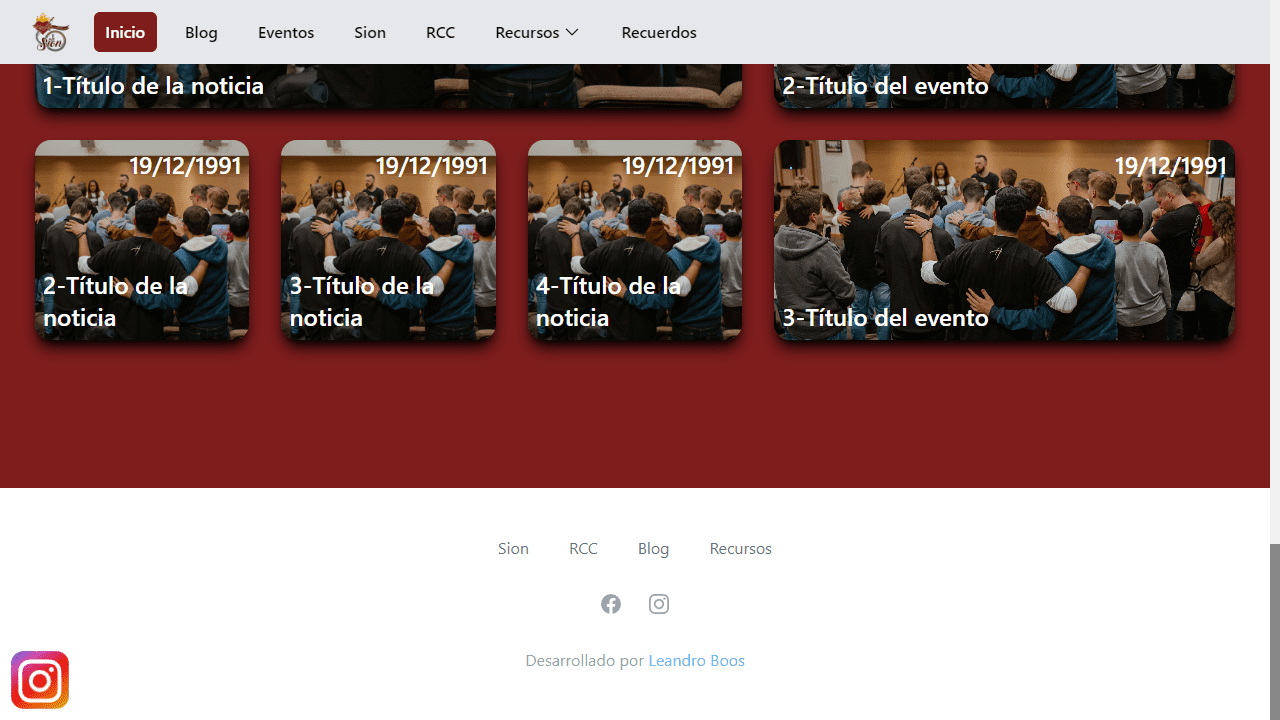 Sion
Inicio
Blog
Eventos
Sion
RCC
Recursos
Recuerdos
1-Título de la noticia
2-Título del evento
19/12/1991
2-Título de la
noticia
19/12/1991
3-Título de la
noticia
19/12/1991
4-Título de la
noticia
19/12/1991
3-Título del evento
Sion
RCC
Blog
Recursos
Desarrollado por Leandro Boos